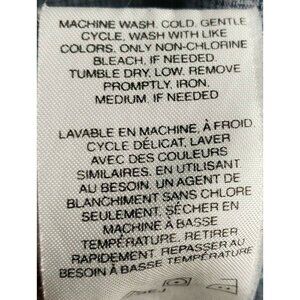 MACHINE WASH. COLD. GENTLE
CYCLE, WASH WITH LIKE
COLORS. ONLY NON-CHLORINE
BLEACH. IF NEEDED.
TUMBLE DRY. LOW. REMOVE
PROMPTLY. IRON.
MEDIUM. IF NEEDED
LAVABLE EN MACHINE, À FROID.
CYCLE DÉLICAT, LAVER
AVEC DES COULEURS
SIMILAIRES. EN UTILISANT
AU BESOIN. UN AGENT DE
BLANCHIMENT SANS CHLORE
SEULEMENT. SÉCHER EN
MACHINE À BASSE
TEMPÉRATURE. RETIRER
RAPIDEMENT. REPASSER AU
BESOIN À BASSE TEMPÉRATURE